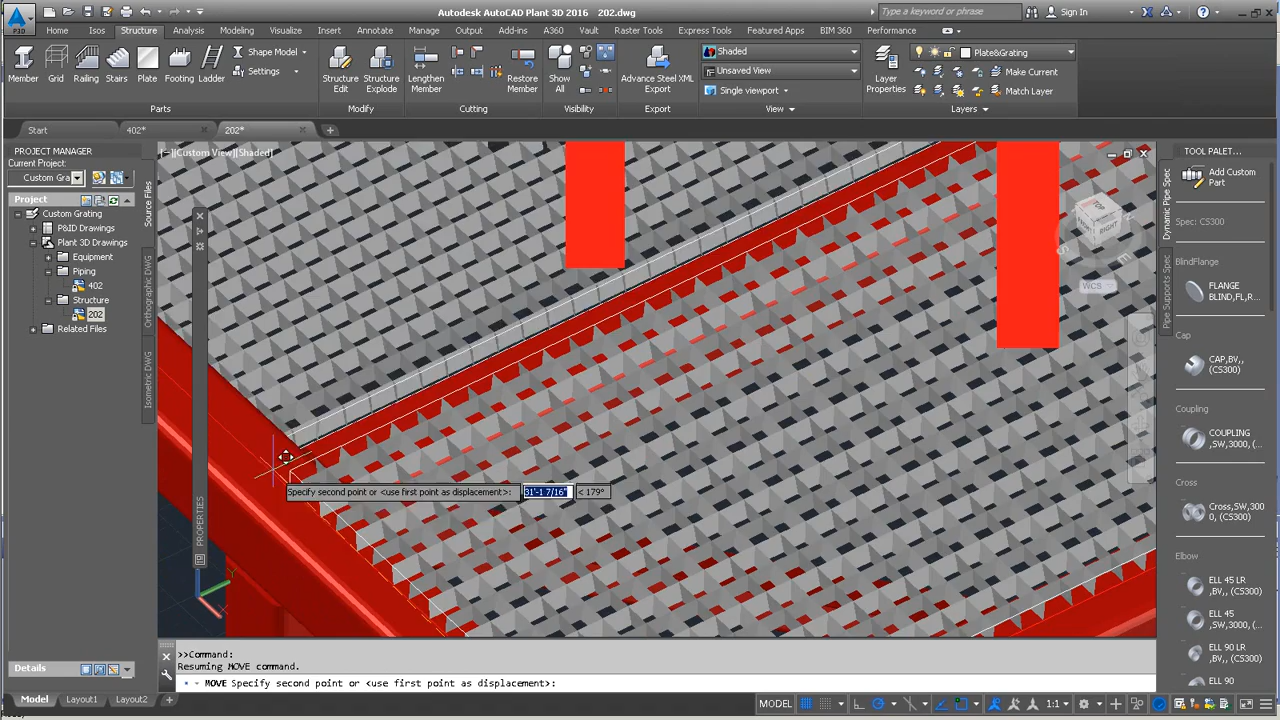 Autodesk AutoCAD Plant 3D 2016 202.dwg
Type a keyword or phrase
Sign In
P3D
Home Isos Structure Analysis Modeling Visualize Insert Annotate Manage Output Add-ins A360 Vault Raster Tools Express Tools Featured Apps BIM 360 Performance
Member Grid Railing Stairs Plate Footing Ladder
Shape Model
Settings
Structure Edit
Structure Explode
Lengthen Member
Restore Member
Show All
Advance Steel XML Export
Shaded
Unsaved View
Single viewport
Layer Properties
Plate&Grating
Make Current
Match Layer
Parts Modify Cutting Visibility Export View Layers
Start 402* 202*
PROJECT MANAGER
Current Project:
Custom Gra
Project
Custom Grating
P&ID Drawings
Plant 3D Drawings
Equipment
Piping
402
Structure
202
Related Files
Details
Source Files
Orthographic DWG
Isometric DWG
PROPERTIES
[−][Custom View][Shaded]
TOP
FRONT
RIGHT
S
E
WCS
Specify second point or <use first point as displacement>: 31'-1 7/16" < 179°
TOOL PALET...
Dynamic Pipe Spec
Pipe Supports Spec
Add Custom Part
Spec: CS300
BlindFlange
FLANGE BLIND,FL,R...
Cap
CAP,BV,, (CS300)
Coupling
COUPLING ,SW,3000, (...
Cross
Cross,SW,300 0, (CS300)
Elbow
ELL 45 LR ,BV,, (CS300)
ELL 45 ,SW,3000, (...
ELL 90 LR ,BV,, (CS300)
ELL 90
>>Command:
Resuming MOVE command.
MOVE Specify second point or <use first point as displacement>:
Model Layout1 Layout2
MODEL
1:1